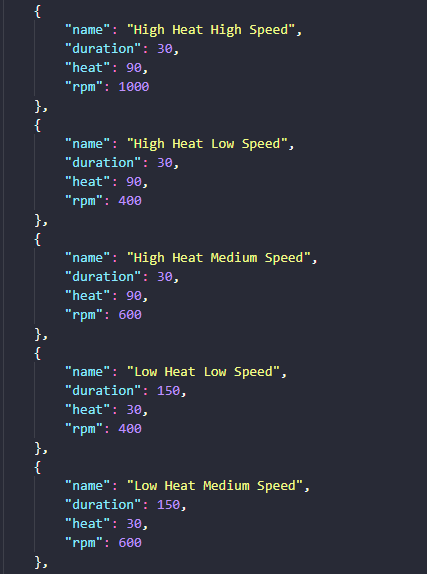 {
"name": "High Heat High Speed",
"duration": 30,
"heat": 90,
"rpm": 1000
},
{
"name": "High Heat Low Speed",
"duration": 30,
"heat": 90,
"rpm": 400
},
{
"name": "High Heat Medium Speed",
"duration": 30,
"heat": 90,
"rpm": 600
},
{
"name": "Low Heat Low Speed",
"duration": 150,
"heat": 30,
"rpm": 400
},
{
"name": "Low Heat Medium Speed",
"duration": 150,
"heat": 30,
"rpm": 600
},